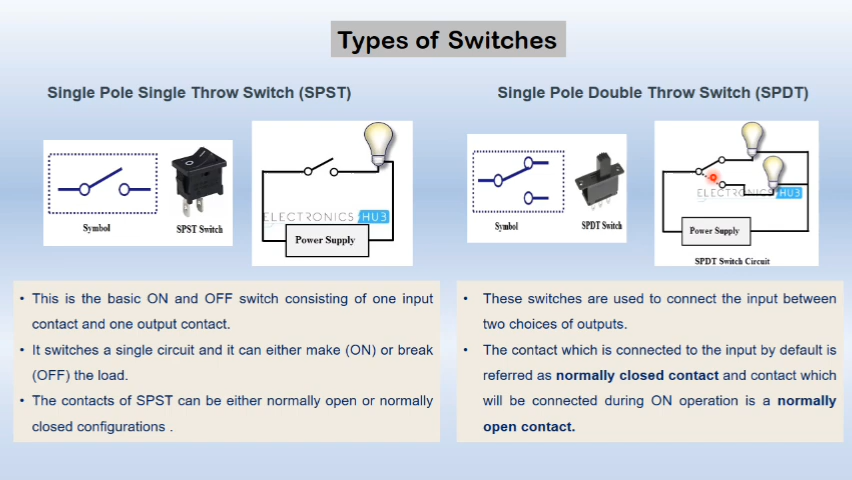 Types of Switches
Single Pole Single Throw Switch (SPST)
Symbol
SPST Switch
ELECTRONICS HUB
Power Supply
• This is the basic ON and OFF switch consisting of one input
contact and one output contact.
• It switches a single circuit and it can either make (ON) or break
(OFF) the load.
• The contacts of SPST can be either normally open or normally
closed configurations .
Single Pole Double Throw Switch (SPDT)
Symbol
SPDT Switch
ELECTRONICS HUB
Power Supply
SPDT Switch Circuit
• These switches are used to connect the input between
two choices of outputs.
• The contact which is connected to the input by default is
referred as normally closed contact and contact which
will be connected during ON operation is a normally
open contact.